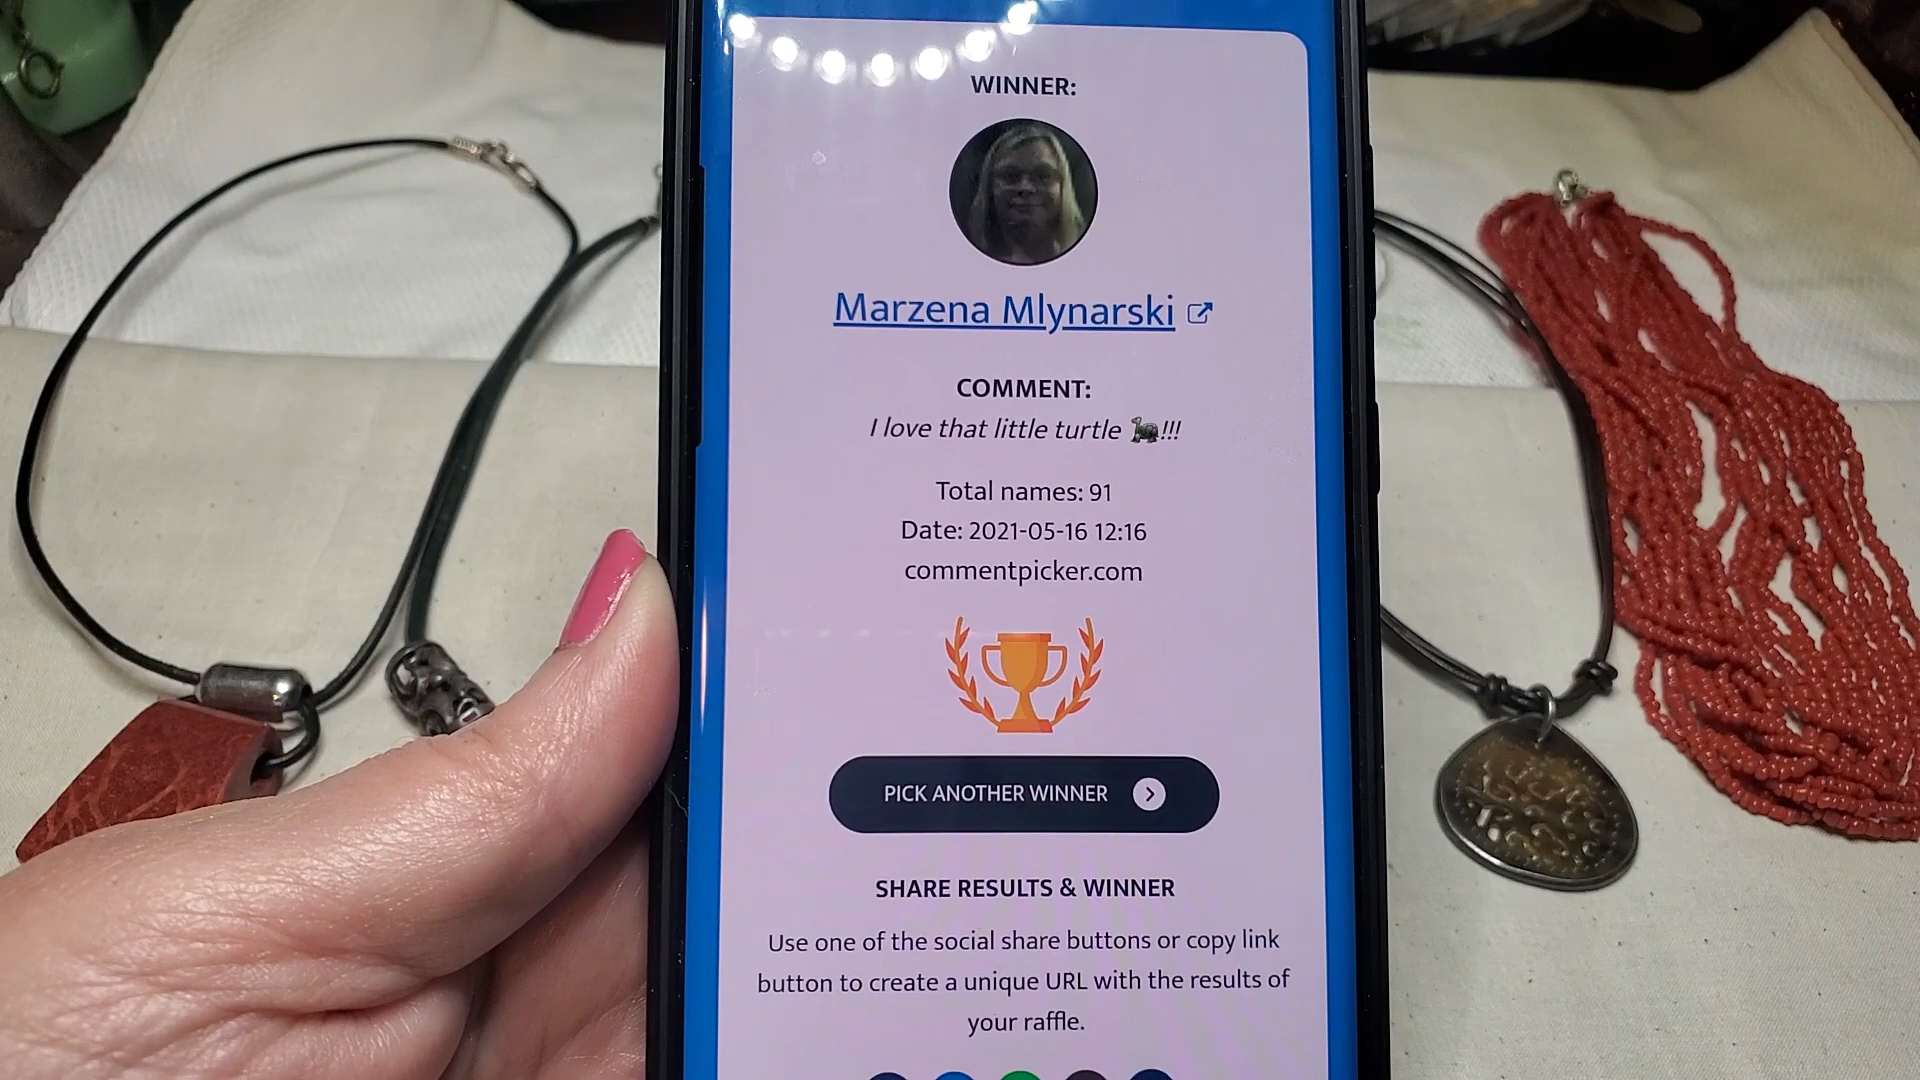 WINNER:
Marzena Mlynarski
COMMENT:
I love that little turtle 🐢!!!
Total names: 91
Date: 2021-05-16 12:16
commentpicker.com
PICK ANOTHER WINNER
SHARE RESULTS & WINNER
Use one of the social share buttons or copy link
button to create a unique URL with the results of
your raffle.